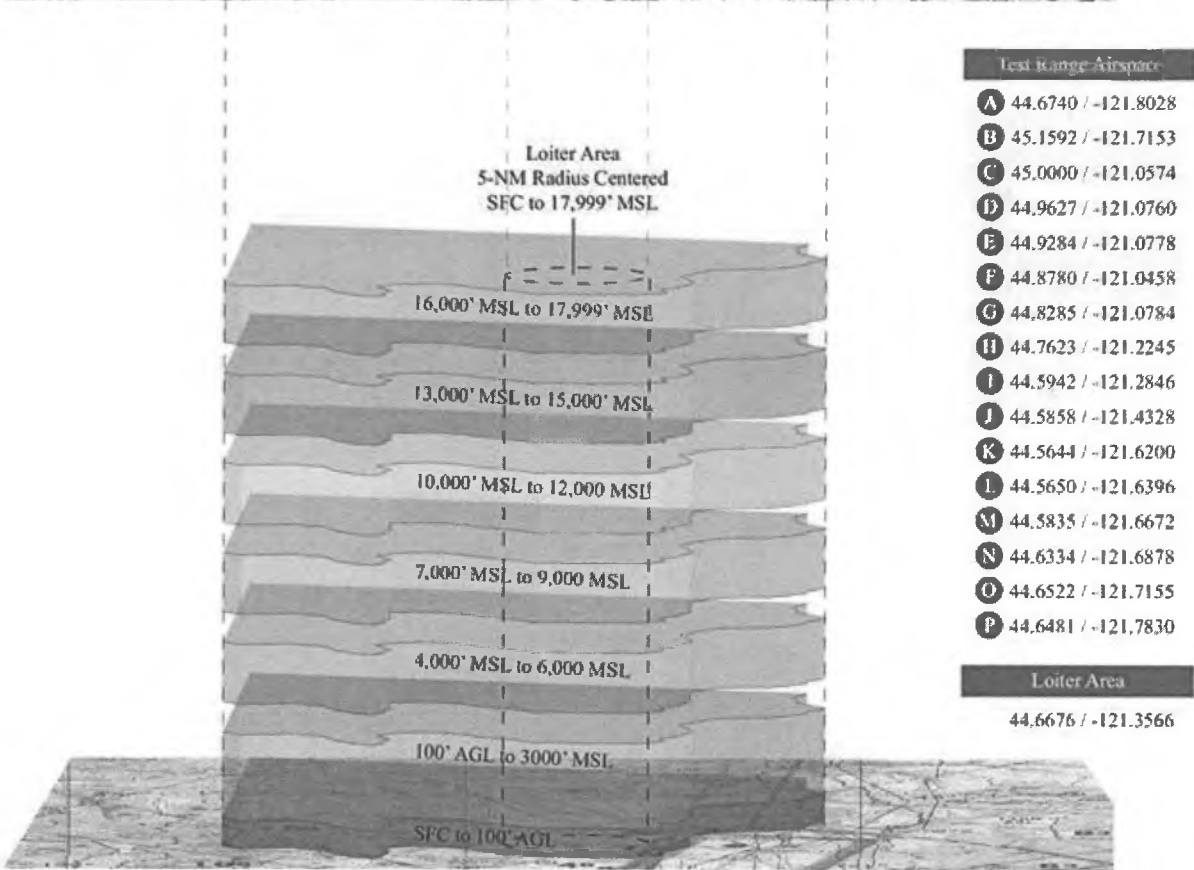 Loiter Area
5-NM Radius Centered
SFC to 17,999' MSL
16,000' MSL to 17,999' MSL
13,000' MSL to 15,000' MSL
10,000' MSL to 12,000 MSL
7,000' MSL to 9,000 MSL
4,000' MSL to 6,000 MSL
100' AGL to 3000' MSL
SFC to 100' AGL
Test Range Airspace
A 44.6740 / -121.8028
B 45.1592 / -121.7153
C 45.0000 / -121.0574
D 44.9627 / -121.0760
E 44.9284 / -121.0778
F 44.8780 / -121.0458
G 44.8285 / -121.0784
H 44.7623 / -121.2245
I 44.5942 / -121.2846
J 44.5858 / -121.4328
K 44.5644 / -121.6200
L 44.5650 / -121.6396
M 44.5835 / -121.6672
N 44.6334 / -121.6878
O 44.6522 / -121.7155
P 44.6481 / -121.7830
Loiter Area
44.6676 / -121.3566